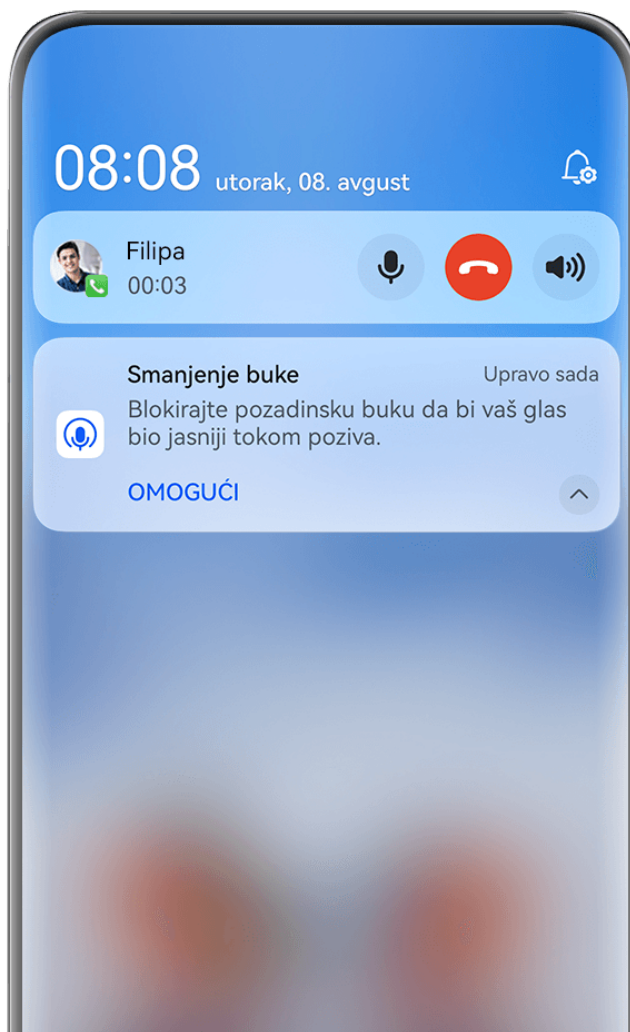 08:08 utorak, 08. avgust
Filipa
00:03
Smanjenje buke Upravo sada
Blokirajte pozadinsku buku da bi vaš glas
bio jasniji tokom poziva.
OMOGUĆI